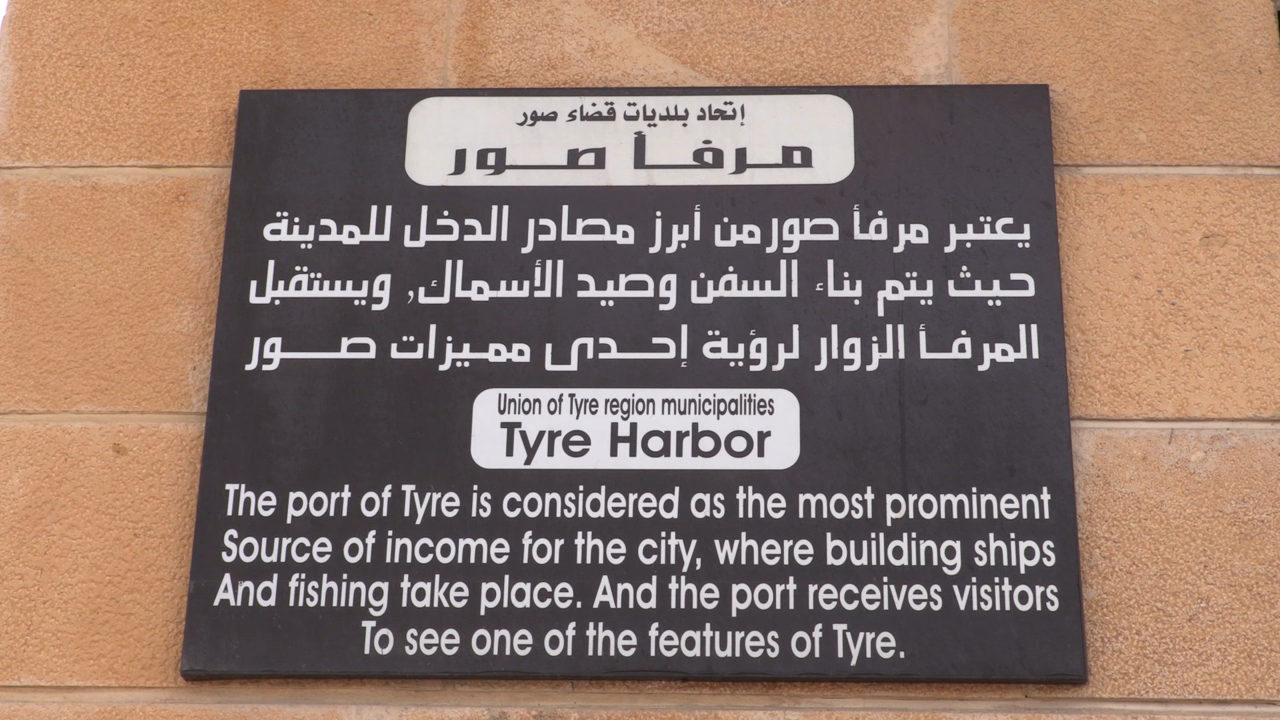 إتحاد بلديات قضاء صور
مرفأ صور
يعتبر مرفأ صور من أبرز مصادر الدخل للمدينة
حيث يتم بناء السفن وصيد الأسماك, ويستقبل
المرفأ الزوار لرؤية إحدى مميزات صور
Union of Tyre region municipalities
Tyre Harbor
The port of Tyre is considered as the most prominent
Source of income for the city, where building ships
And fishing take place. And the port receives visitors
To see one of the features of Tyre.